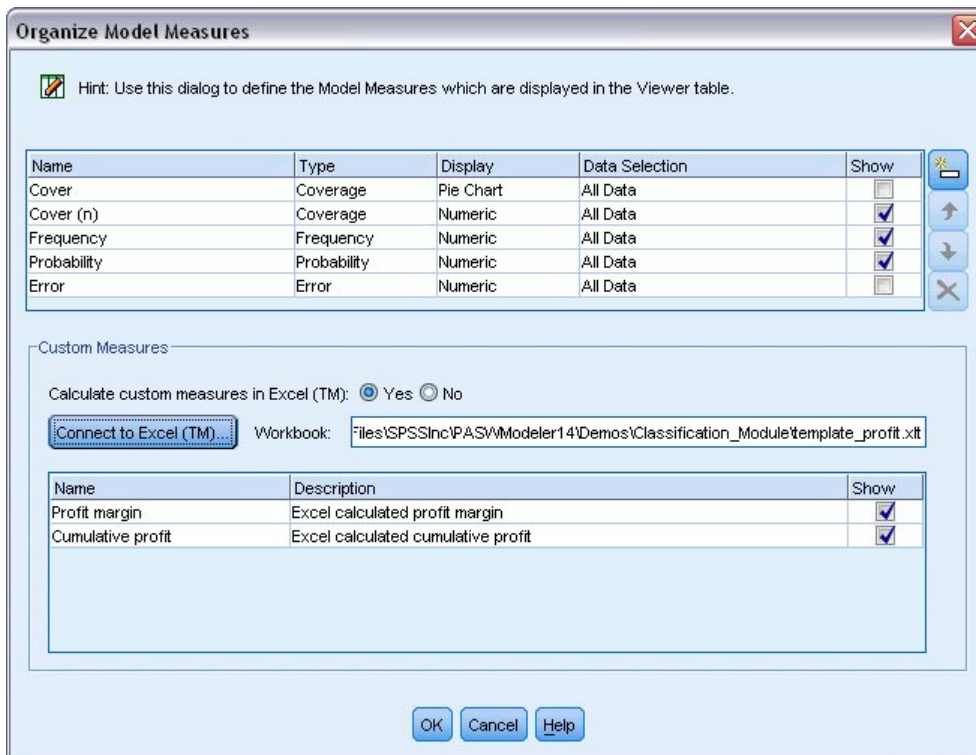 Organize Model Measures
Hint: Use this dialog to define the Model Measures which are displayed in the Viewer table.
Name Type Display Data Selection Show
Cover Coverage Pie Chart All Data
Cover (n) Coverage Numeric All Data
Frequency Frequency Numeric All Data
Probability Probability Numeric All Data
Error Error Numeric All Data
Custom Measures
Calculate custom measures in Excel (TM): Yes No
Connect to Excel (TM)... Workbook: Files\SPSSInc\PASWModeler14\Demos\Classification_Module\template_profit.xlt
Name Description Show
Profit margin Excel calculated profit margin
Cumulative profit Excel calculated cumulative profit
OK Cancel Help